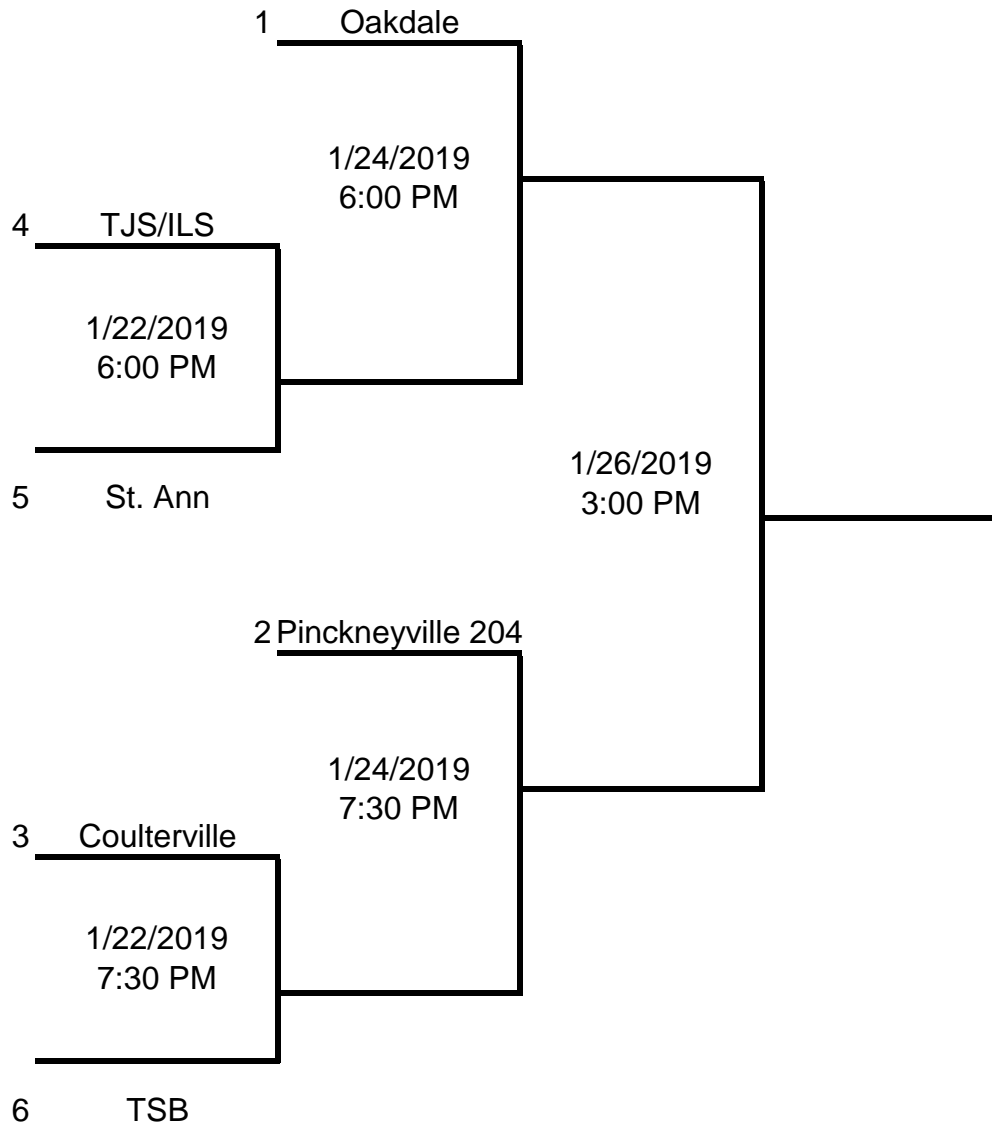 1 Oakdale
1/24/2019
6:00 PM
4 TJS/ILS
1/22/2019
6:00 PM
5 St. Ann
1/26/2019
3:00 PM
2 Pinckneyville 204
1/24/2019
7:30 PM
3 Coulterville
1/22/2019
7:30 PM
6 TSB